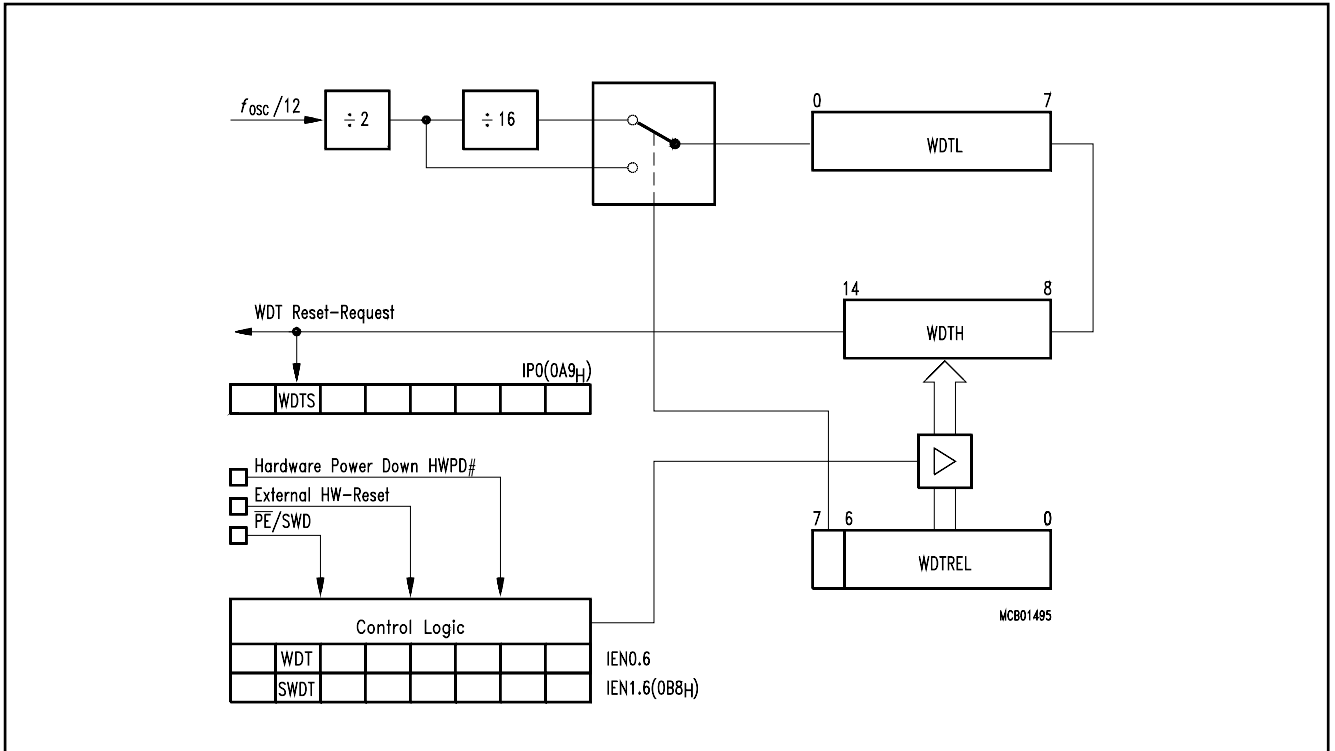 fosc/12
÷ 2
÷ 16
0 7
WDTL
14 8
WDTH
WDT Reset-Request
IP0(0A9H)
WDTS
Hardware Power Down HWPD#
External HW-Reset
PE/SWD
7 6 0
WDTREL
MCB01495
Control Logic
WDT IEN0.6
SWDT IEN1.6(0B8H)